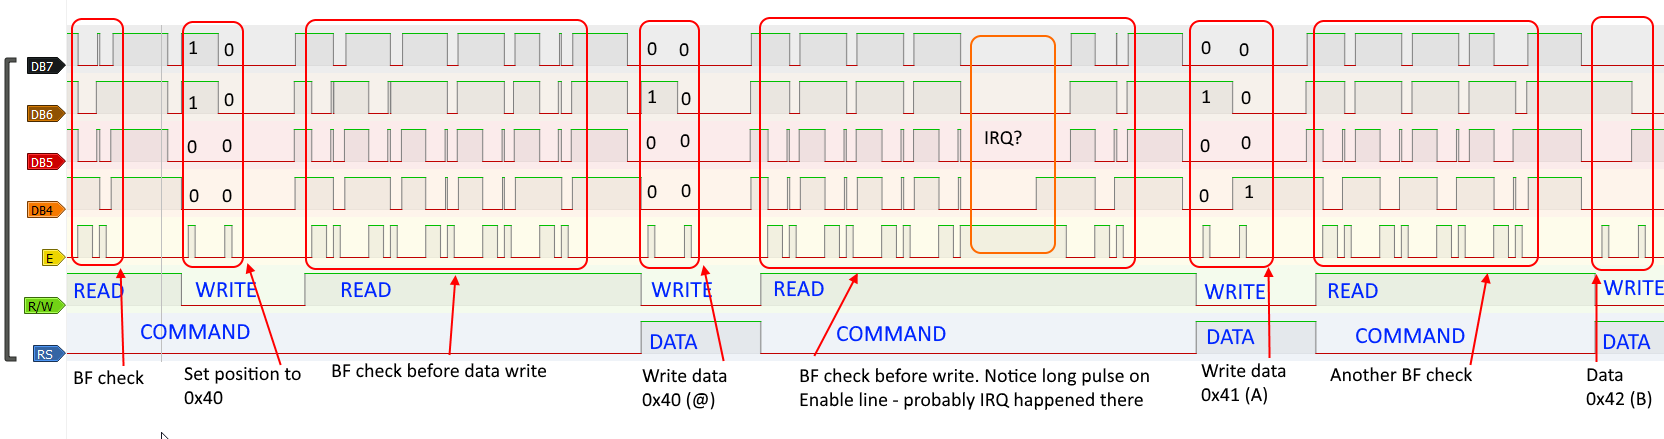 DB7
1 0
0 0
0 0
DB6
1 0
1 0
1 0
IRQ?
DB5
0 0
0 0
0 0
DB4
0 0
0 0
0 1
E
READ
WRITE
READ
WRITE
READ
WRITE
READ
WRITE
R/W
COMMAND
DATA
COMMAND
DATA
COMMAND
DATA
RS
BF check
Set position to
0x40
BF check before data write
Write data
0x40 (@)
BF check before write. Notice long pulse on
Enable line - probably IRQ happened there
Write data
0x41 (A)
Another BF check
Data
0x42 (B)